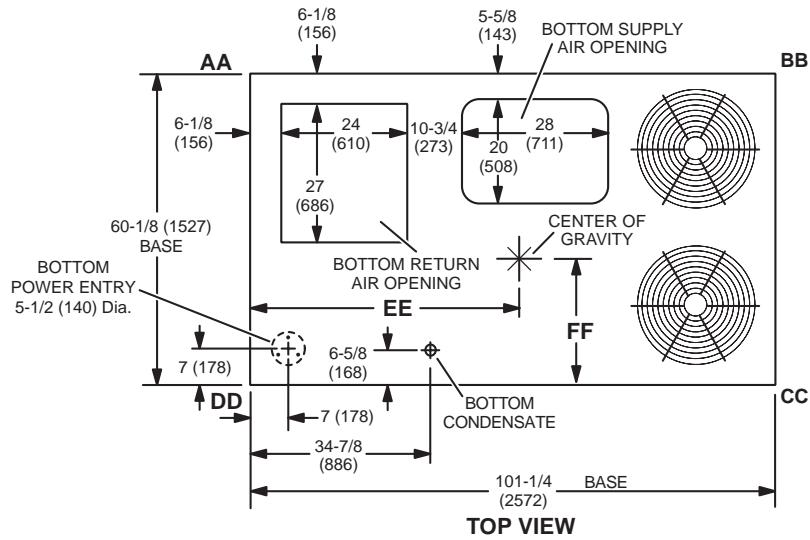 6-1/8
(156)
5-5/8
(143)
BOTTOM SUPPLY
AIR OPENING
AA
BB
6-1/8
(156)
24
(610)
10-3/4
(273)
28
(711)
20
(508)
27
(686)
60-1/8 (1527)
BASE
CENTER OF
GRAVITY
BOTTOM
POWER ENTRY
5-1/2 (140) Dia.
BOTTOM RETURN
AIR OPENING
EE
FF
7 (178)
6-5/8
(168)
DD
CC
7 (178)
BOTTOM
CONDENSATE
34-7/8
(886)
101-1/4
(2572)
BASE
TOP VIEW